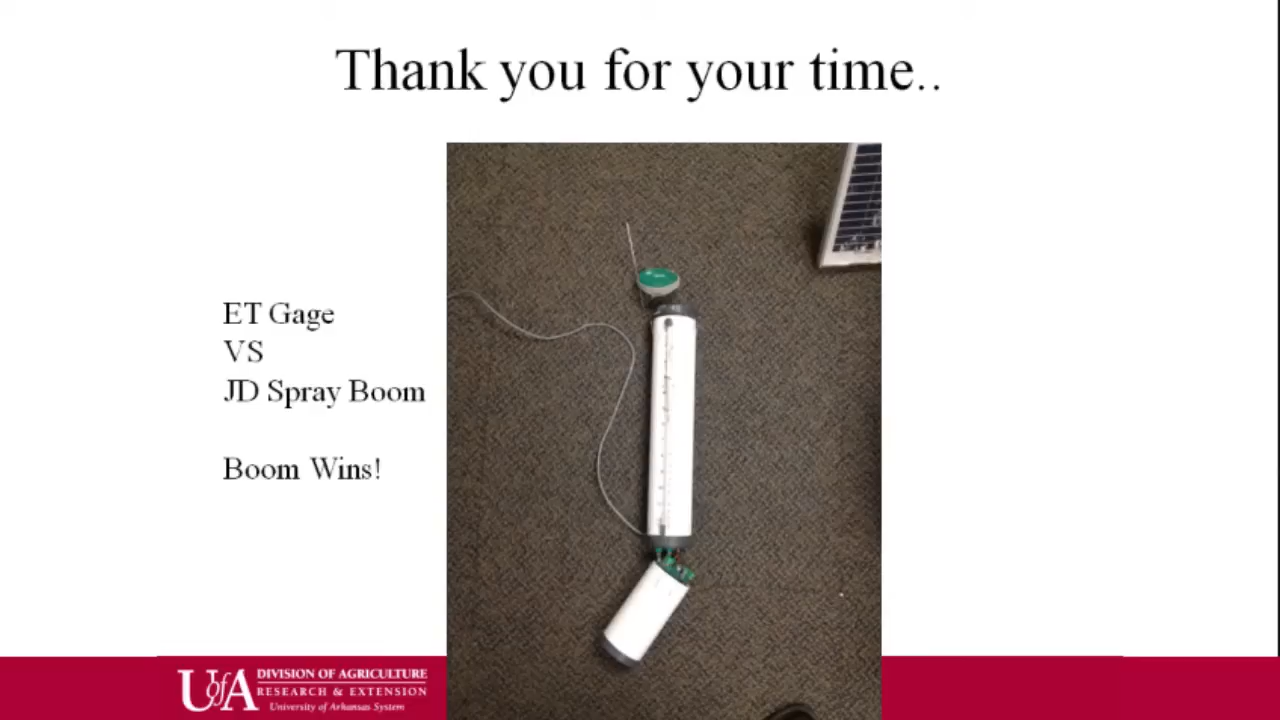 Thank you for your time..
ET Gage
VS
JD Spray Boom
Boom Wins!
UofA
DIVISION OF AGRICULTURE
RESEARCH & EXTENSION
University of Arkansas System